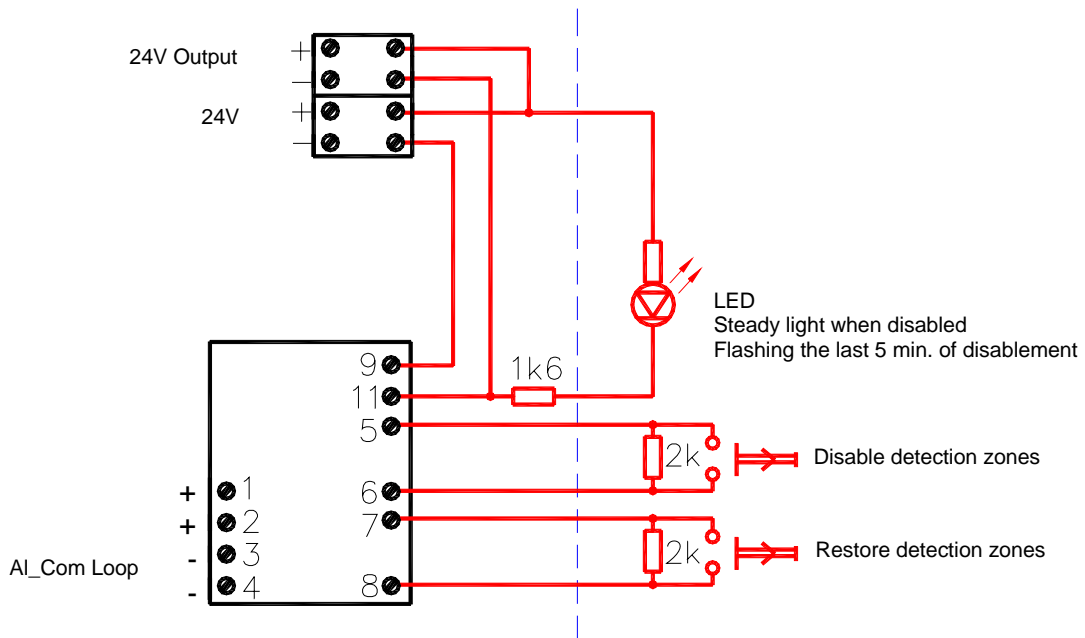 24V Output
+
–
24V
+
–
LED
Steady light when disabled
Flashing the last 5 min. of disablement
9
1k6
11
5
2k
Disable detection zones
6
+ 1
7
+ 2
2k
Restore detection zones
- 3
Al_Com Loop
- 4
8